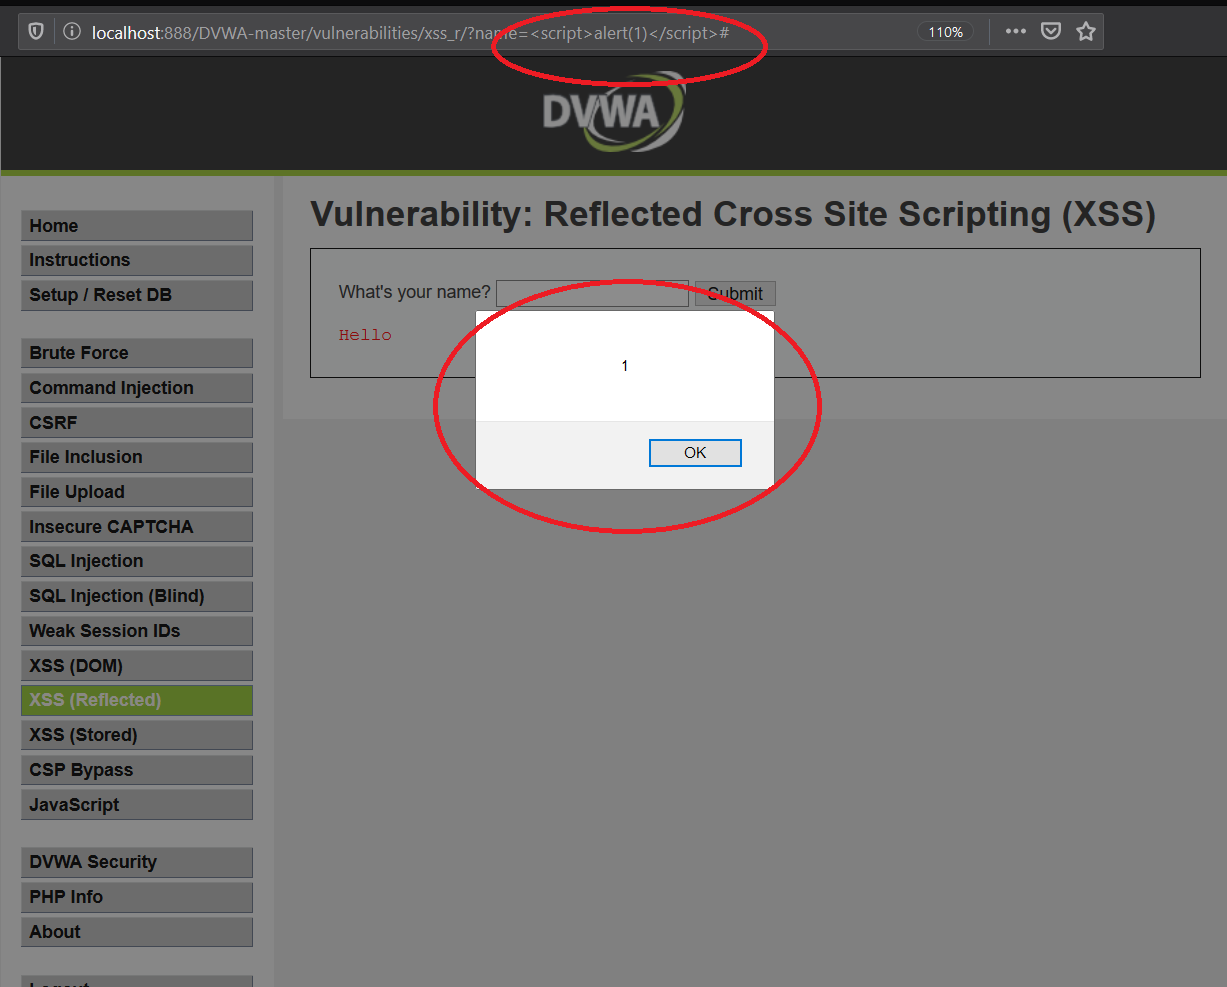 localhost:888/DVWA-master/vulnerabilities/xss_r/?name=<script>alert(1)</script>#
110%
DVWA
Home
Instructions
Setup / Reset DB
Brute Force
Command Injection
CSRF
File Inclusion
File Upload
Insecure CAPTCHA
SQL Injection
SQL Injection (Blind)
Weak Session IDs
XSS (DOM)
XSS (Reflected)
XSS (Stored)
CSP Bypass
JavaScript
DVWA Security
PHP Info
About
Logout
Vulnerability: Reflected Cross Site Scripting (XSS)
What's your name?
Submit
Hello
1
OK